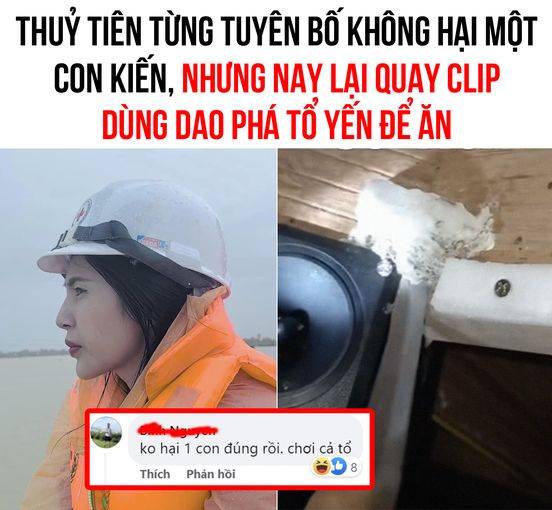 THUỶ TIÊN TỪNG TUYÊN BỐ KHÔNG HẠI MỘT
CON KIẾN, NHƯNG NAY LẠI QUAY CLIP
DÙNG DAO PHÁ TỔ YẾN ĐỂ ĂN
21
ko hại 1 con đúng rồi. chơi cả tổ
Thích Phản hồi 8